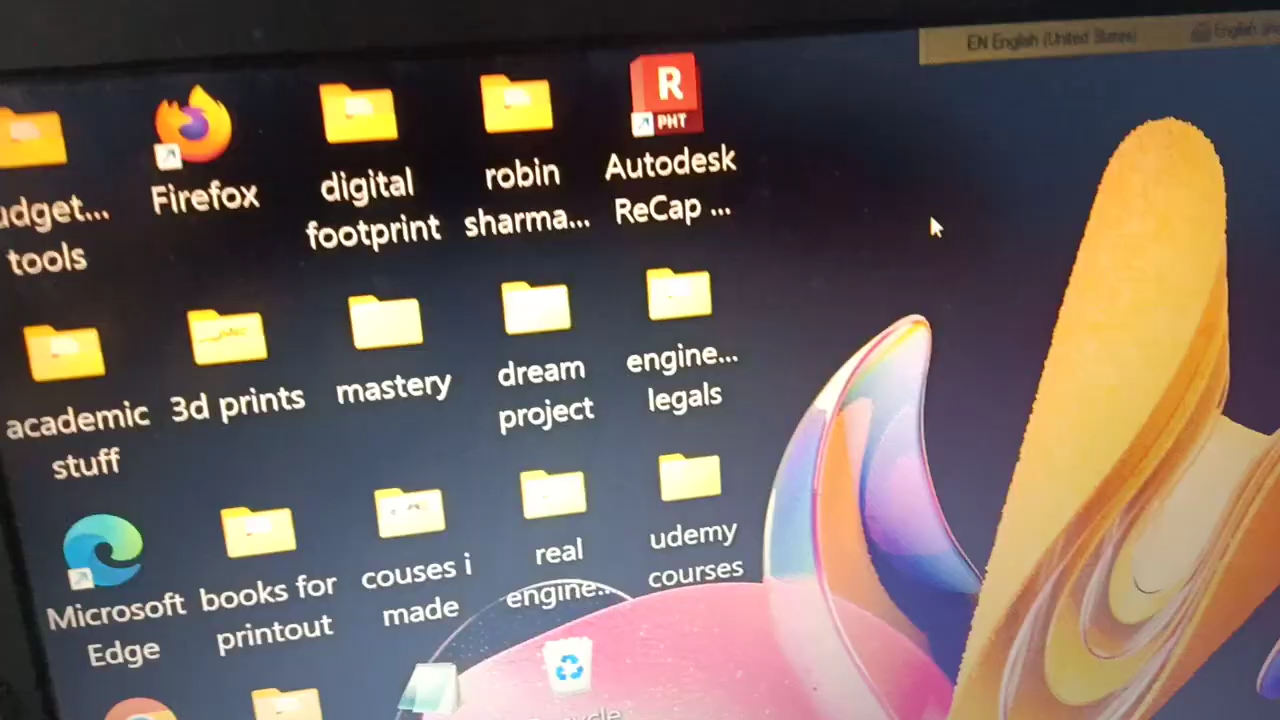 EN English (United States)
English
R
PHT
Firefox
digital
footprint
robin
sharma...
Autodesk
ReCap ...
udget...
tools
academic
stuff
3d prints
mastery
dream
project
engine...
legals
Microsoft
Edge
books for
printout
couses i
made
real
engine...
udemy
courses